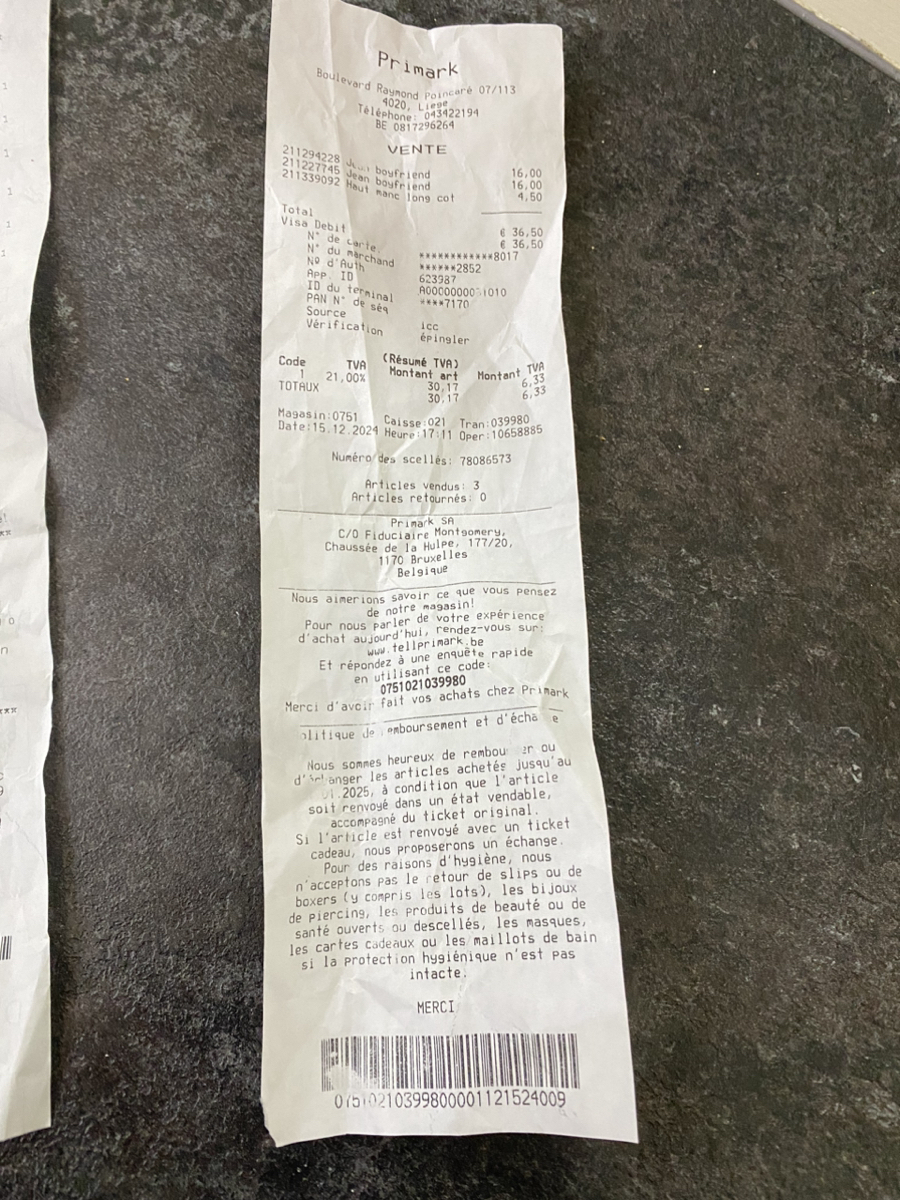 Primark
Boulevard Raymond Poincaré 07/113
4020, Liege
Téléphone: 043422194
BE 0817296264
VENTE
211294228 boyfriend 16,00
211227745 Jean boyfriend 16,00
211339092 Haut manc long cot 4,50
Total € 36,50
Visa Debit € 36,50
N° de carte. ************8017
N° du marchand ******2852
Nº d'Auth 623987
App. ID
ID du terminal ****7170
PAN N° de séq
Source icc
Vérification épingler
(Résumé TVA)
Code TVA Montant art Montant TVA
1 21,00% 30,17 6,33
TOTAUX 30,17 6,33
Magasin:0751 Caisse:021 Tran:039980
Date:15.12.2024 Heure:17:11 Oper:10658885
Numéro des scellés: 78086573
Articles vendus: 3
Articles retournés: 0
Primark SA
C/O Fiduciaire Montgomery,
Chaussée de la Hulpe, 177/20,
1170 Bruxelles
Belgique
Nous aimerions savoir ce que vous pensez
de notre magasin!
Pour nous parler de votre expérience
d'achat aujourd'hui, rendez-vous sur:
www.tellprimark.be
Et répondez à une enquête rapide
en utilisant ce code:
0751021039980
Merci d'avoir fait vos achats chez Primark
et
Nous sommes heureux de ou
les articles achetés jusqu'au
.2025, à condition que l'article
soit renvoyé dans un état vendable,
accompagné du ticket original.
Si l'article est renvoyé avec un ticket
cadeau, nous proposerons un échange.
Pour des raisons d'hygiène, nous
n'acceptons pas le retour de slips ou de
boxers (y compris les lots), les bijoux
de piercing, les produits de beauté ou de
santé ouverts ou descellés, les masques,
les cartes cadeaux ou les maillots de bain
si la protection hygiénique n'est pas
intacte.
MERCI